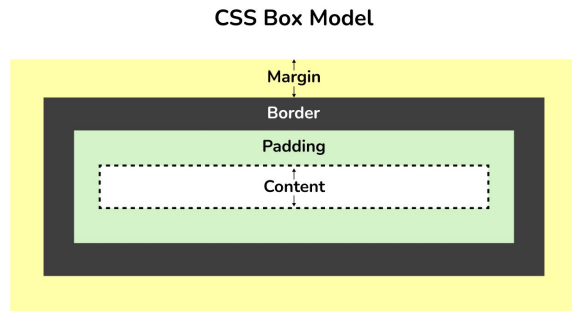 CSS Box Model
Margin
Border
Padding
Content